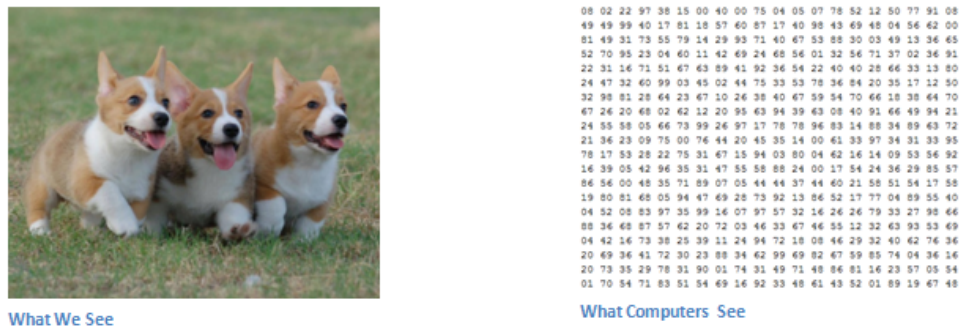 08 02 22 97 38 15 00 40 00 75 04 05 07 78 52 12 50 77 91 08
49 49 99 40 17 81 18 57 60 87 17 40 98 43 69 48 04 56 62 00
81 49 31 73 55 79 14 29 93 71 40 67 53 88 30 03 49 13 36 65
52 70 95 23 04 60 11 42 69 24 68 56 01 32 56 71 37 02 36 91
22 31 16 71 51 67 63 89 41 92 36 54 22 40 40 28 66 33 13 80
24 47 32 60 99 03 45 02 44 75 33 53 78 36 84 20 35 17 12 50
32 98 81 28 64 23 67 10 26 38 40 67 59 54 70 66 18 38 64 70
67 26 20 68 02 62 12 20 95 63 94 39 63 08 40 91 66 49 94 21
24 55 58 05 66 73 99 26 97 17 78 78 96 83 14 88 34 89 63 72
21 36 23 09 75 00 76 44 20 45 35 14 00 61 33 97 34 31 33 95
78 17 53 28 22 75 31 67 15 94 03 80 04 62 16 14 09 53 56 92
16 39 05 42 96 35 31 47 55 58 88 24 00 17 54 24 36 29 85 57
86 56 00 48 35 71 89 07 05 44 44 37 44 60 21 58 51 54 17 58
19 80 81 68 05 94 47 69 28 73 92 13 86 52 17 77 04 89 55 40
04 52 08 83 97 35 99 16 07 97 57 32 16 26 26 79 33 27 98 66
88 36 68 87 57 62 20 72 03 46 33 67 46 55 12 32 63 93 53 69
04 42 16 73 38 25 39 11 24 94 72 18 08 46 29 32 40 62 76 36
20 69 36 41 72 30 23 88 34 62 99 69 82 67 59 85 74 04 36 16
20 73 35 29 78 31 90 01 74 31 49 71 48 86 81 16 23 57 05 54
01 70 54 71 83 51 54 69 16 92 33 48 61 43 52 01 89 19 67 48
What We See
What Computers See